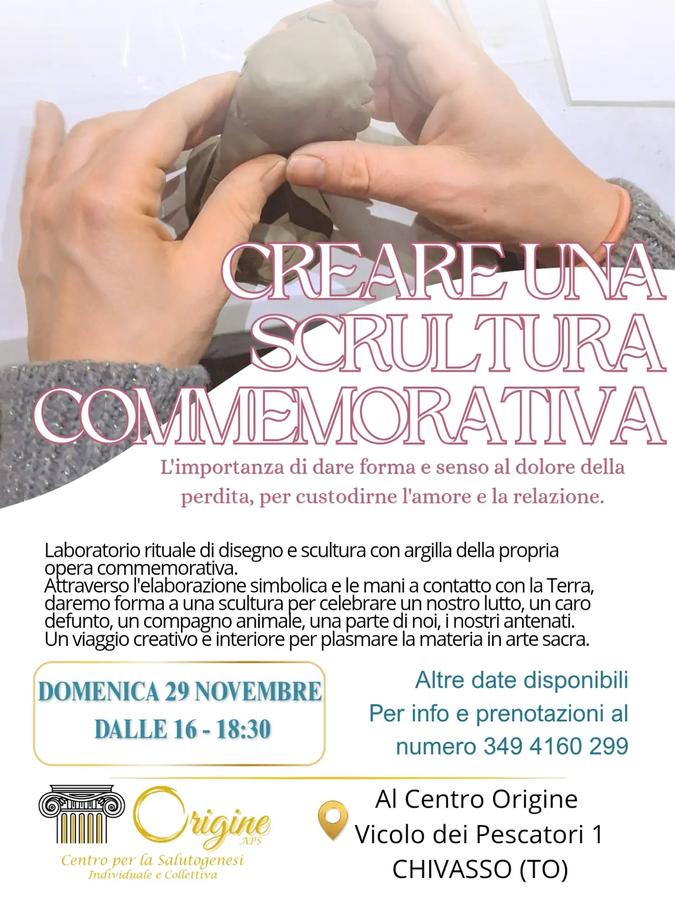 CREARE UNA
SCRULTURA
COMMEMORATIVA
L'importanza di dare forma e senso al dolore della
perdita, per custodirne l'amore e la relazione.
Laboratorio rituale di disegno e scultura con argilla della propria
opera commemorativa.
Attraverso l'elaborazione simbolica e le mani a contatto con la Terra,
daremo forma a una scultura per celebrare un nostro lutto, un caro
defunto, un compagno animale, una parte di noi, i nostri antenati.
Un viaggio creativo e interiore per plasmare la materia in arte sacra.
DOMENICA 29 NOVEMBRE
DALLE 16 - 18:30
Altre date disponibili
Per info e prenotazioni al
numero 349 4160 299
Origine
APS
Centro per la Salutogenesi
Individuale e Collettiva
Al Centro Origine
Vicolo dei Pescatori 1
CHIVASSO (TO)